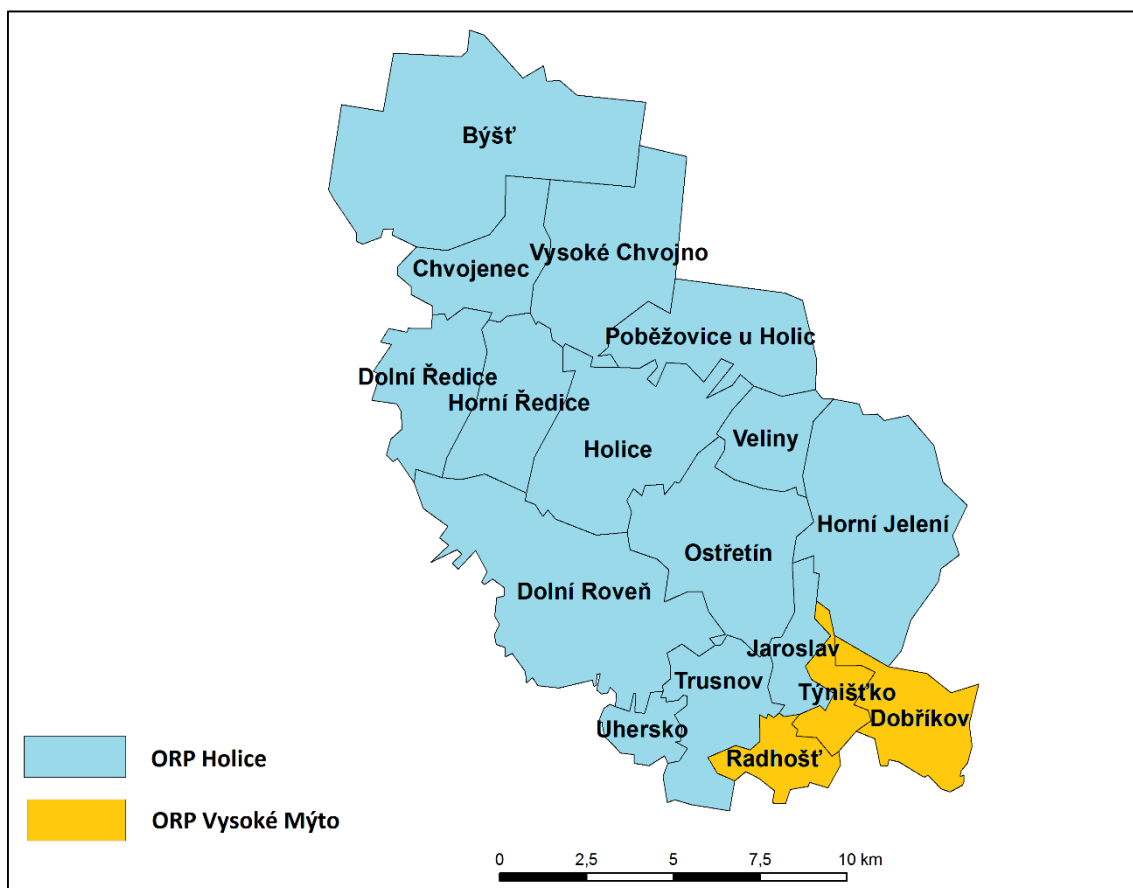 Býšť
Vysoké Chvojno
Chvojenec
Poběžovice u Holic
Dolní Ředice
Horní Ředice
Holice
Veliny
Horní Jelení
Ostřetín
Dolní Roveň
Jaroslav
Trusnov
Týnišťko
Dobříkov
Uhersko
Radhošť
ORP Holice
ORP Vysoké Mýto
0 2,5 5 7,5 10 km